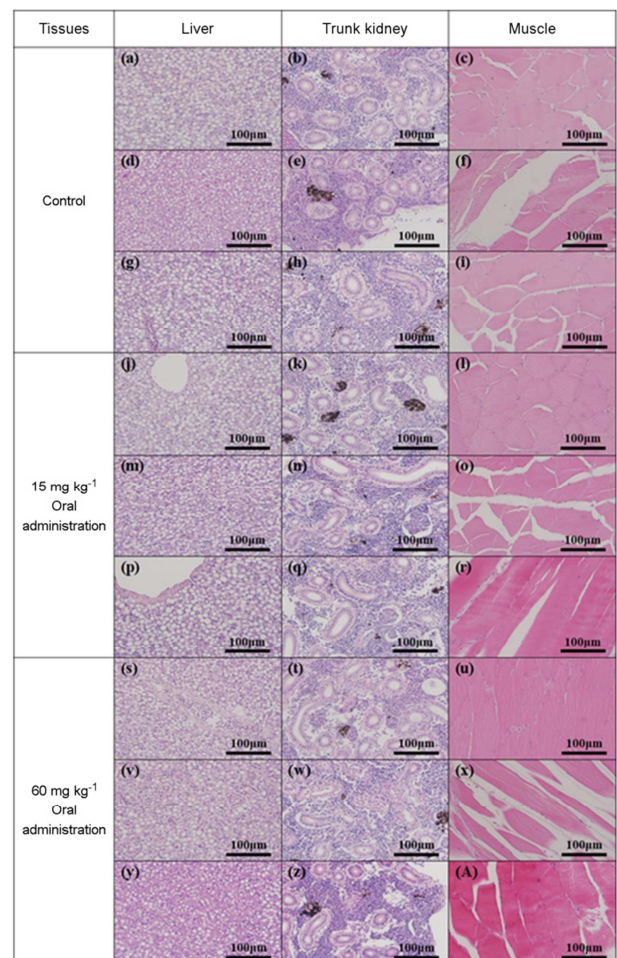 Tissues Liver Trunk kidney Muscle
(a) (b) (c)
100μm 100μm 100μm
(d) (e) (f)
Control
100μm 100μm 100μm
(g) (h) (i)
100μm 100μm 100μm
(j) (k) (l)
100μm 100μm 100μm
(m) (n) (o)
15 mg kg-1
Oral
administration
100μm 100μm 100μm
(p) (q) (r)
100μm 100μm 100μm
(s) (t) (u)
100μm 100μm 100μm
(v) (w) (x)
60 mg kg-1
Oral
administration
100μm 100μm 100μm
(y) (z) (A)
100μm 100μm 100μm